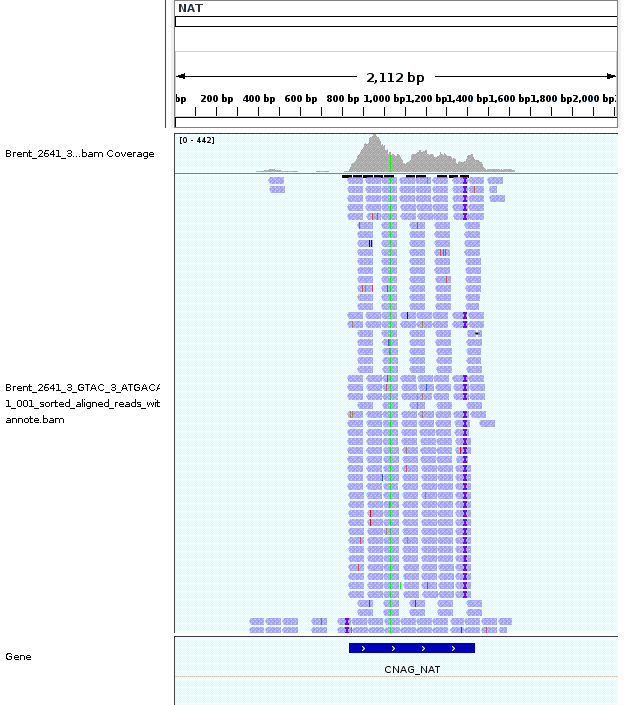 NAT
2,112 bp
bp 200 bp 400 bp 600 bp 800 bp 1,000 bp 1,200 bp 1,400 bp 1,600 bp 1,800 bp 2,000 bp
[0 - 442]
Brent_2641_3...bam Coverage
Brent_2641_3_GTAC_3_ATGACA
1_001_sorted_aligned_reads_wit
annote.bam
Gene
CNAG_NAT